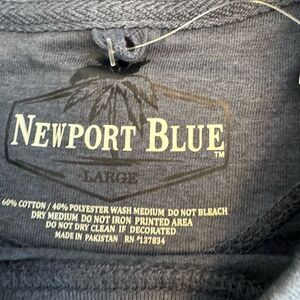 NEWPORT BLUE
TM
LARGE
60% COTTON / 40% POLYESTER WASH MEDIUM DO NOT BLEACH
DRY MEDIUM DO NOT IRON PRINTED AREA
DO NOT DRY CLEAN IF DECORATED
MADE IN PAKISTAN RN #137834